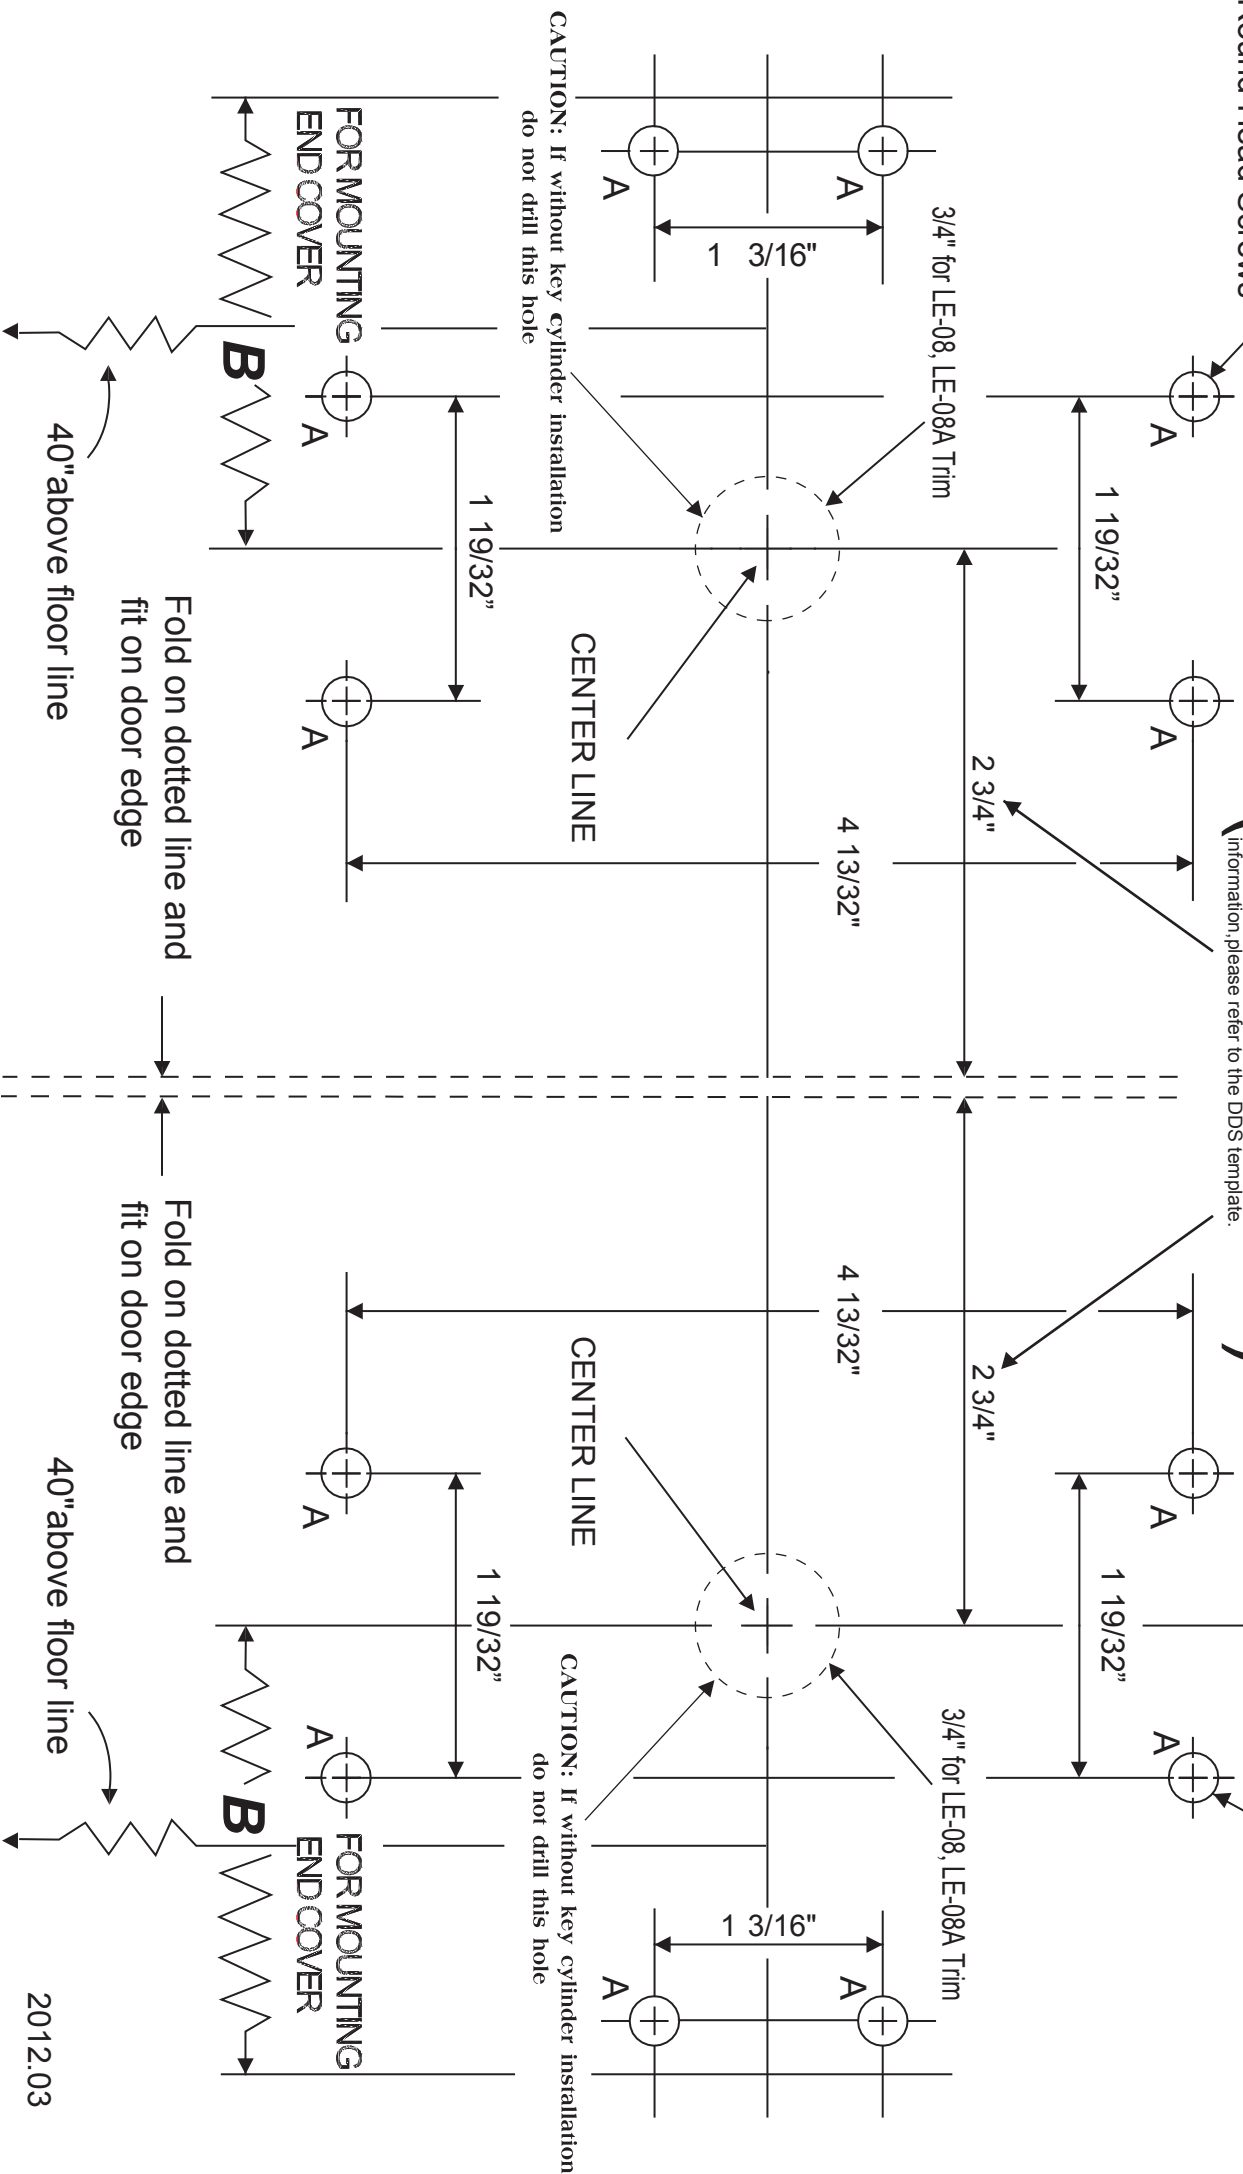 Round Head Screws
information,please refer to the DDS template.
3/4" for LE-08, LE-08A Trim
A
A
1 3/16"
CAUTION: If without key cylinder installation
do not drill this hole
FOR MOUNTING
END COVER
B
A
A
1 19/32”
A
A
1 19/32”
2 3/4"
4 13/32"
CENTER LINE
40"above floor line
Fold on dotted line and
fit on door edge
2 3/4"
4 13/32"
CENTER LINE
A
A
1 19/32”
A
A
1 19/32”
3/4" for LE-08, LE-08A Trim
CAUTION: If without key cylinder installation
do not drill this hole
A
A
1 3/16"
B
FOR MOUNTING
END COVER
Fold on dotted line and
fit on door edge
40"above floor line
2012.03